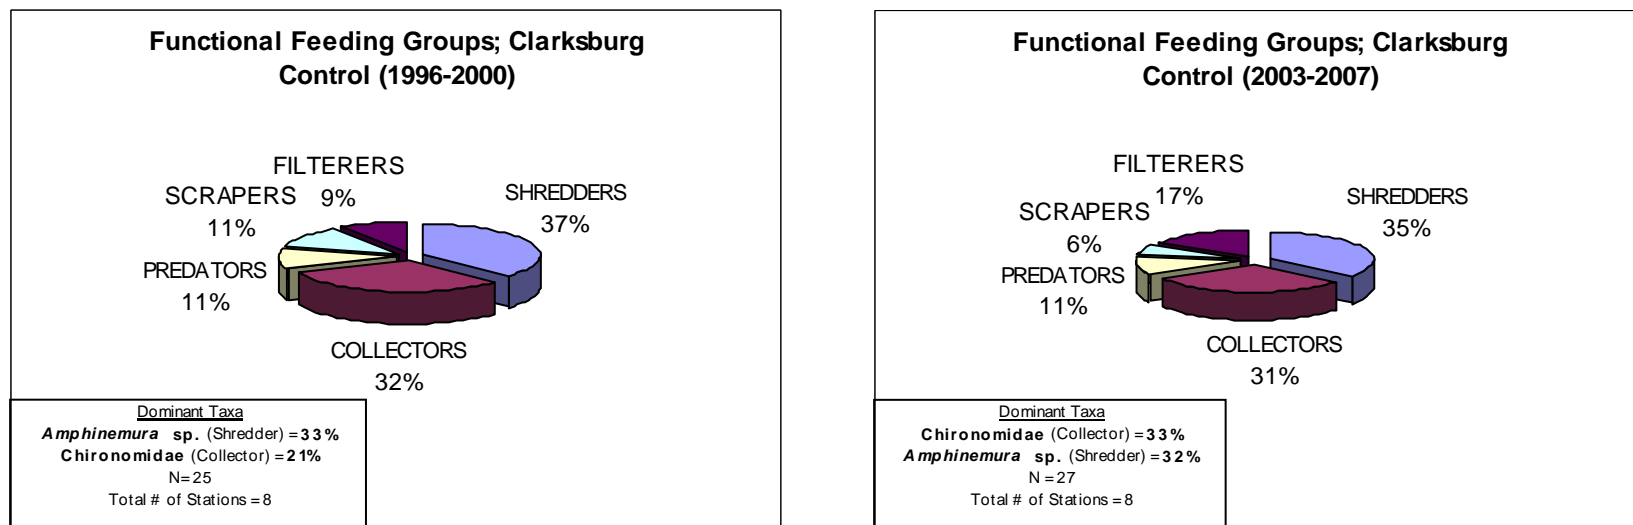 Functional Feeding Groups; Clarksburg
Control (1996-2000)
FILTERERS
9%
SCRAPERS
11%
SHREDDERS
37%
PREDATORS
11%
COLLECTORS
32%
Dominant Taxa
Amphinemura sp. (Shredder) = 33%
Chironomidae (Collector) = 21%
N= 25
Total # of Stations = 8
Functional Feeding Groups; Clarksburg
Control (2003-2007)
FILTERERS
17%
SCRAPERS
6%
SHREDDERS
35%
PREDATORS
11%
COLLECTORS
31%
Dominant Taxa
Chironomidae (Collector) = 33%
Amphinemura sp. (Shredder) = 32%
N = 27
Total # of Stations = 8